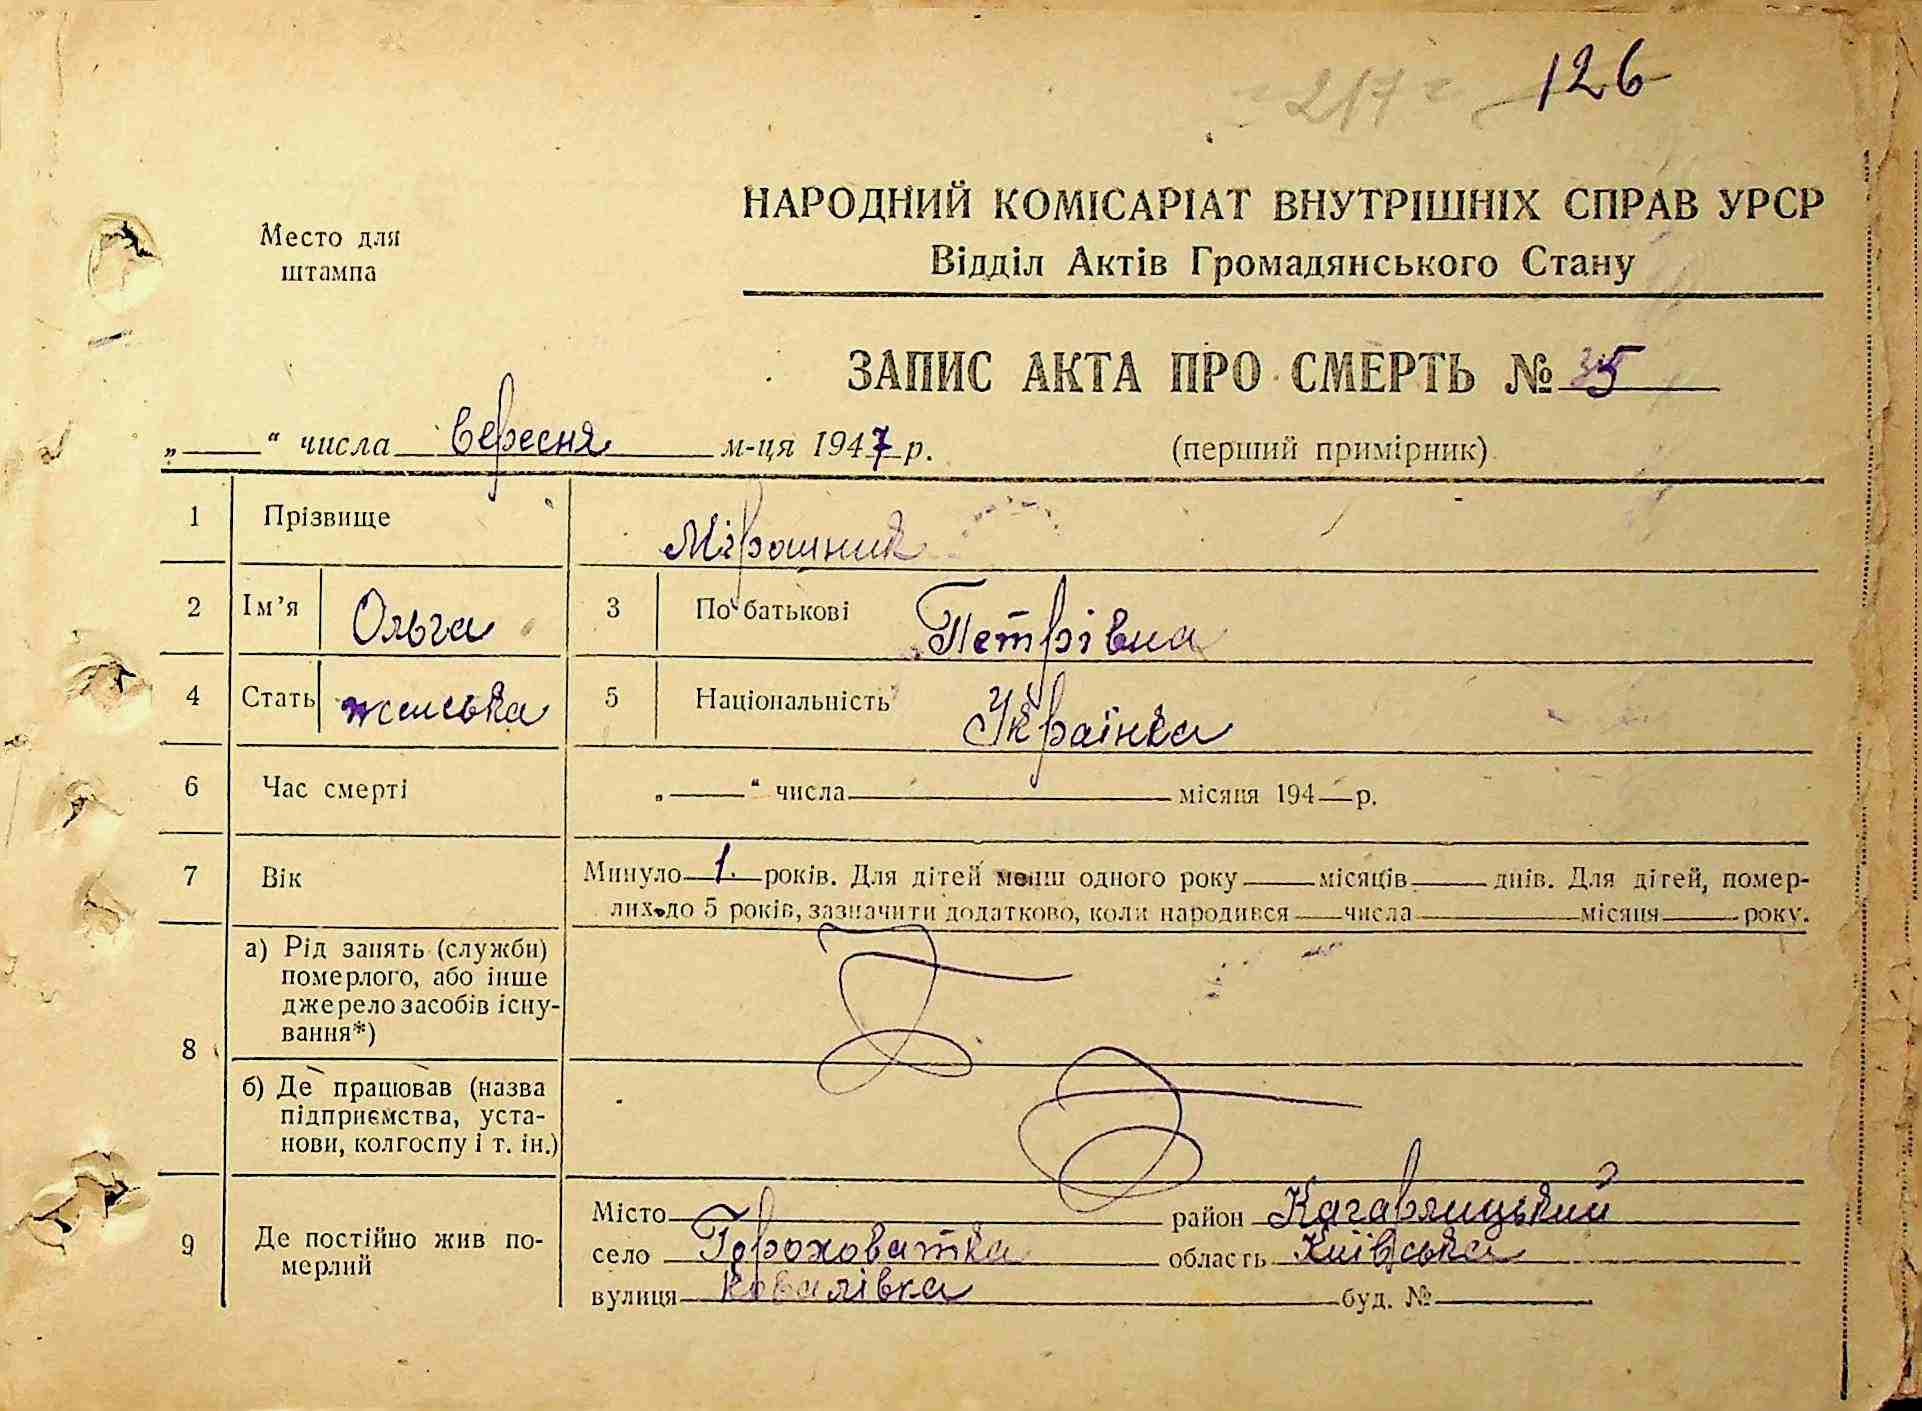 217 126
Место для
штампа
НАРОДНИЙ КОМІСАРІАТ ВНУТРІШНІХ СПРАВ УРСР
Відділ Актів Громадянського Стану
ЗАПИС АКТА ПРО СМЕРТЬ № 35
„ “ числа вересня м-ця 1947 р. (перший примірник)
1 Прізвище Мірошник
2 Ім’я Ольга 3 По батькові Петрівна
4 Стать женська 5 Національність Українка
6 Час смерті „ “ числа місяця 194 р.
7 Вік Минуло 1 років. Для дітей менш одного року місяців днів. Для дітей, помер-
лих до 5 років, зазначити додатково, коли народився числа місяця року.
8 а) Рід занять (служби)
померлого, або інше
джерело засобів існу-
вання*)
б) Де працював (назва
підприємства, уста-
нови, колгоспу і т. ін.)
9 Де постійно жив по-
мерлий
Місто район Кагарлицький
село Гороховатка область Київська
вулиця Ковалівка буд. №